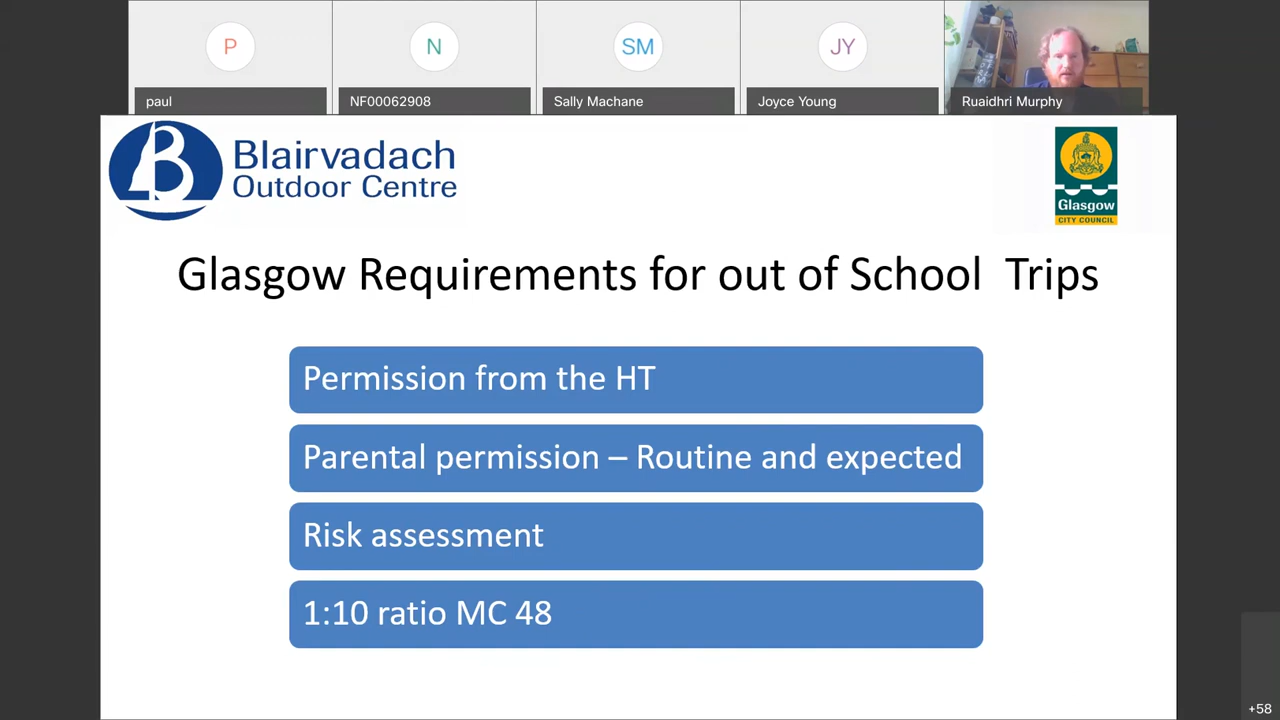 P
N
SM
JY
paul
NF00062908
Sally Machane
Joyce Young
Ruaidhri Murphy
B
Blairvadach
Outdoor Centre
Glasgow
CITY COUNCIL
Glasgow Requirements for out of School  Trips
Permission from the HT
Parental permission – Routine and expected
Risk assessment
1:10 ratio MC 48
+58